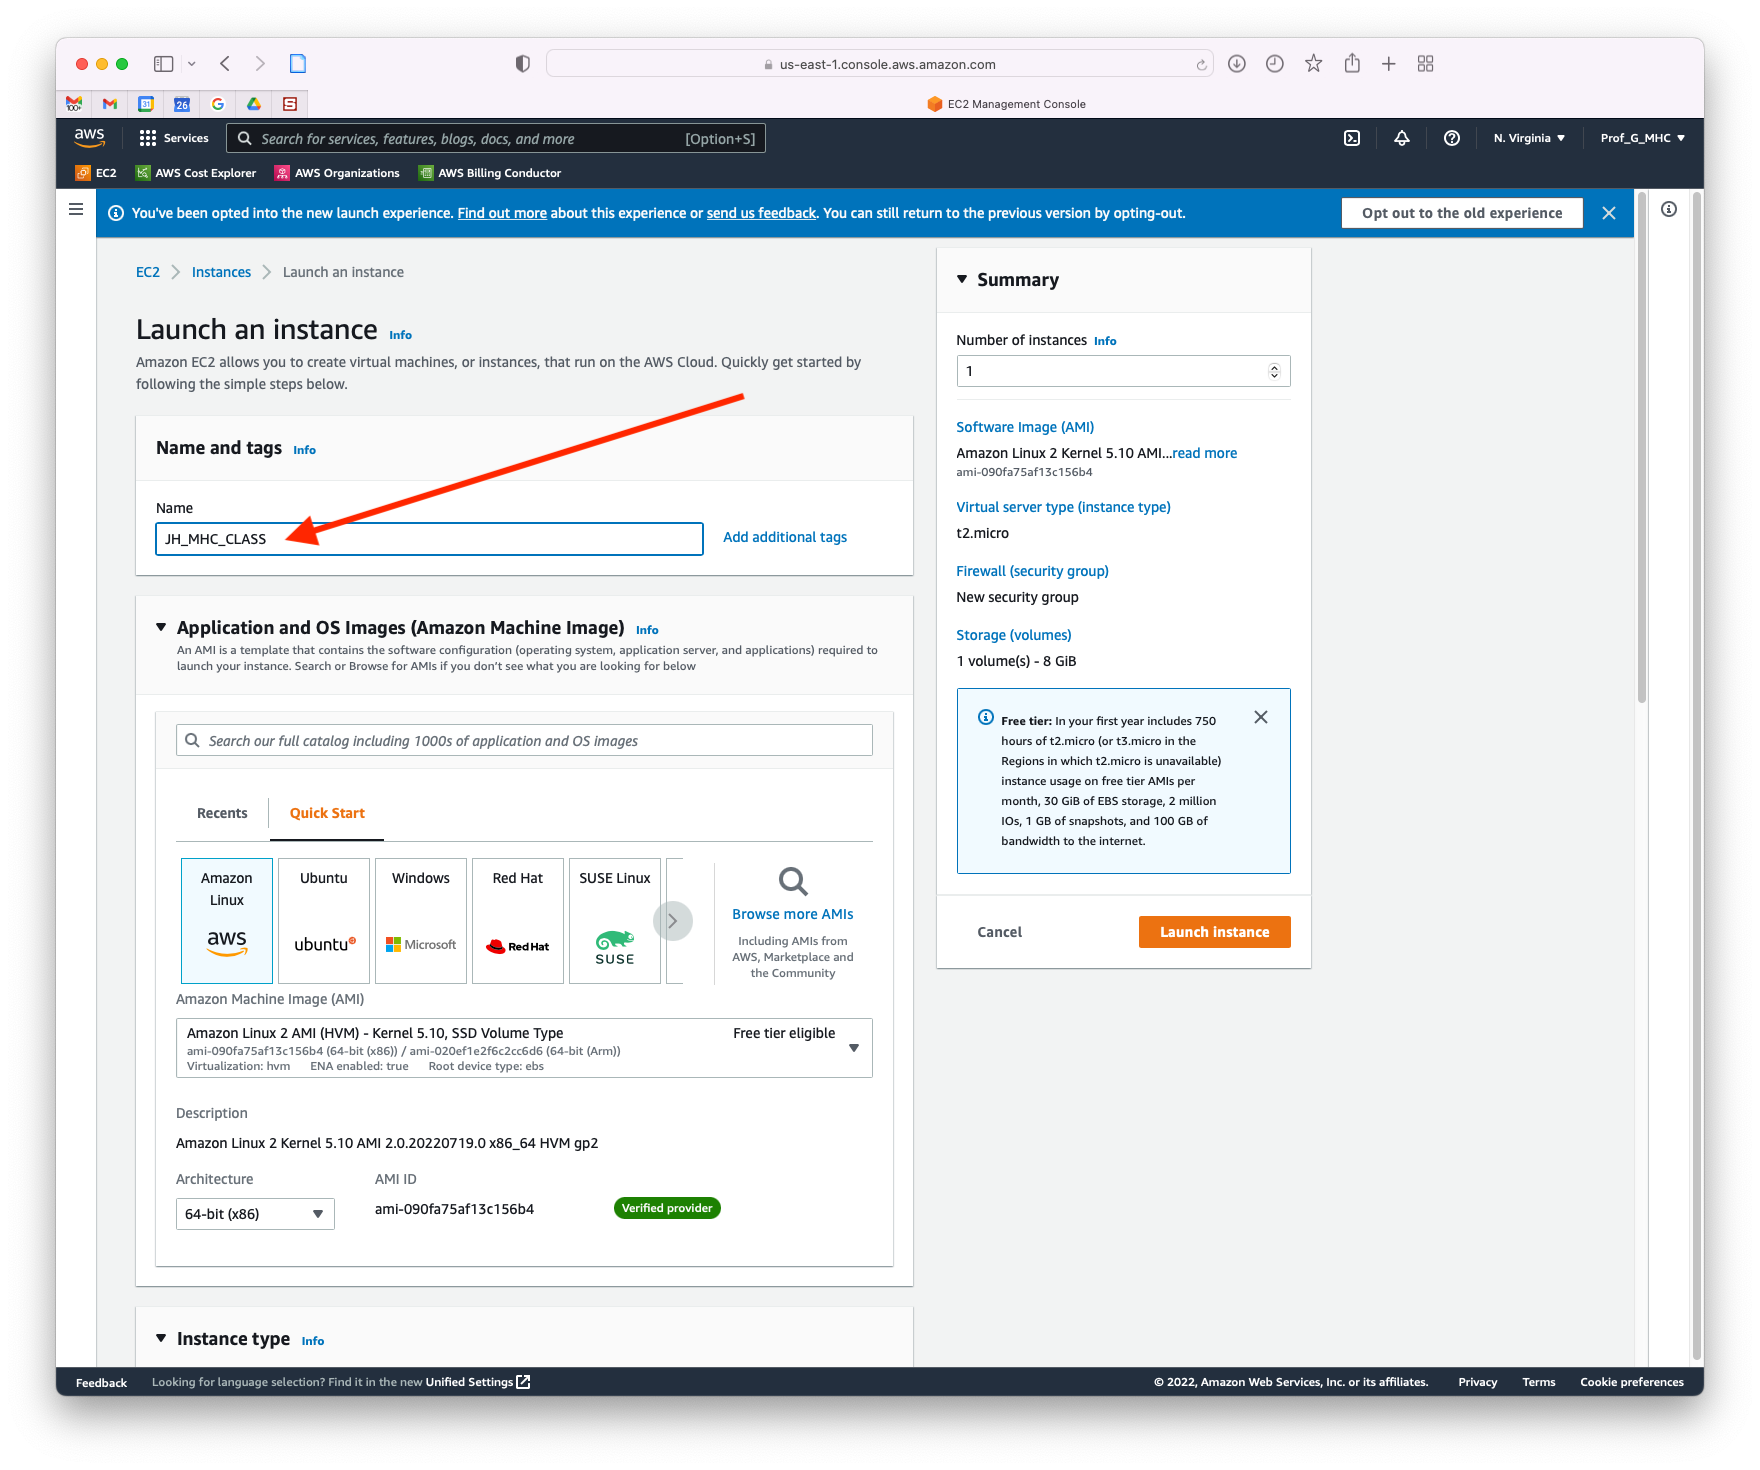 us-east-1.console.aws.amazon.com
31
26
EC2 Management Console
aws
Services
Search for services, features, blogs, docs, and more
[Option+S]
N. Virginia
Prof_G_MHC
EC2
AWS Cost Explorer
AWS Organizations
AWS Billing Conductor
You've been opted into the new launch experience. Find out more about this experience or send us feedback. You can still return to the previous version by opting-out.
Opt out to the old experience
EC2
Instances
Launch an instance
Launch an instance
Info
Amazon EC2 allows you to create virtual machines, or instances, that run on the AWS Cloud. Quickly get started by
following the simple steps below.
Name and tags
Info
Name
JH_MHC_CLASS
Add additional tags
Application and OS Images (Amazon Machine Image)
Info
An AMI is a template that contains the software configuration (operating system, application server, and applications) required to
launch your instance. Search or Browse for AMIs if you don't see what you are looking for below
Search our full catalog including 1000s of application and OS images
Recents
Quick Start
Amazon
Linux
aws
Ubuntu
ubuntu
Windows
Microsoft
Red Hat
Red Hat
SUSE Linux
SUSE
Browse more AMIs
Including AMIs from
AWS, Marketplace and
the Community
Amazon Machine Image (AMI)
Amazon Linux 2 AMI (HVM) - Kernel 5.10, SSD Volume Type
Free tier eligible
ami-090fa75af13c156b4 (64-bit (x86)) / ami-020ef1e2f6c2cc6d6 (64-bit (Arm))
Virtualization: hvm
ENA enabled: true
Root device type: ebs
Description
Amazon Linux 2 Kernel 5.10 AMI 2.0.20220719.0 x86_64 HVM gp2
Architecture
AMI ID
64-bit (x86)
ami-090fa75af13c156b4
Verified provider
Instance type
Info
Summary
Number of instances
Info
1
Software Image (AMI)
Amazon Linux 2 Kernel 5.10 AMI...read more
ami-090fa75af13c156b4
Virtual server type (instance type)
t2.micro
Firewall (security group)
New security group
Storage (volumes)
1 volume(s) - 8 GiB
Free tier: In your first year includes 750
hours of t2.micro (or t3.micro in the
Regions in which t2.micro is unavailable)
instance usage on free tier AMIs per
month, 30 GiB of EBS storage, 2 million
IOs, 1 GB of snapshots, and 100 GB of
bandwidth to the internet.
Cancel
Launch instance
Feedback
Looking for language selection? Find it in the new Unified Settings
© 2022, Amazon Web Services, Inc. or its affiliates.
Privacy
Terms
Cookie preferences